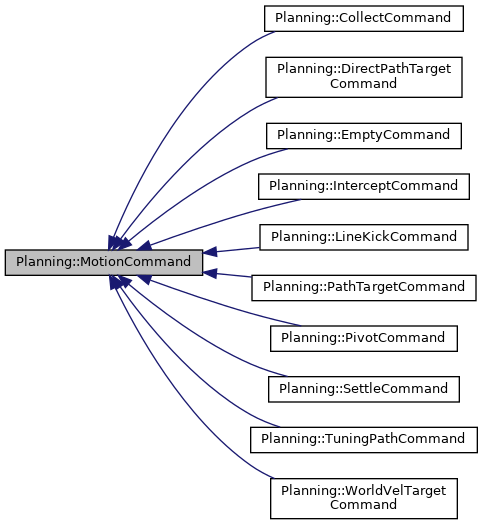 Planning::CollectCommand
Planning::DirectPathTarget
Command
Planning::EmptyCommand
Planning::InterceptCommand
Planning::LineKickCommand
Planning::MotionCommand
Planning::PathTargetCommand
Planning::PivotCommand
Planning::SettleCommand
Planning::TuningPathCommand
Planning::WorldVelTarget
Command